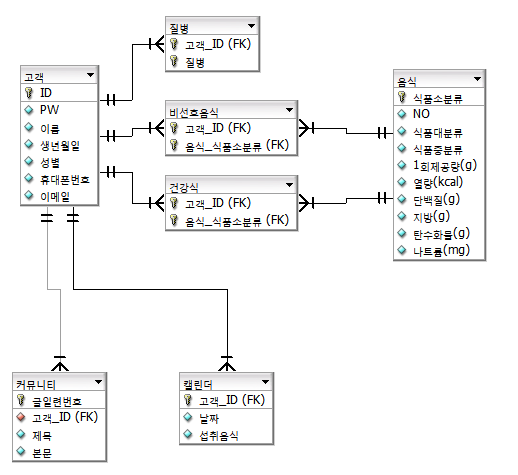 질병
고객_ID (FK)
질병
고객
ID
PW
이름
생년월일
성별
휴대폰번호
이메일
비선호음식
고객_ID (FK)
음식_식품소분류 (FK)
건강식
고객_ID (FK)
음식_식품소분류 (FK)
음식
식품소분류
NO
식품대분류
식품중분류
1회제공량(g)
열량(kcal)
단백질(g)
지방(g)
탄수화물(g)
나트륨(mg)
커뮤니티
글일련번호
고객_ID (FK)
제목
본문
캘린더
고객_ID (FK)
날짜
섭취음식